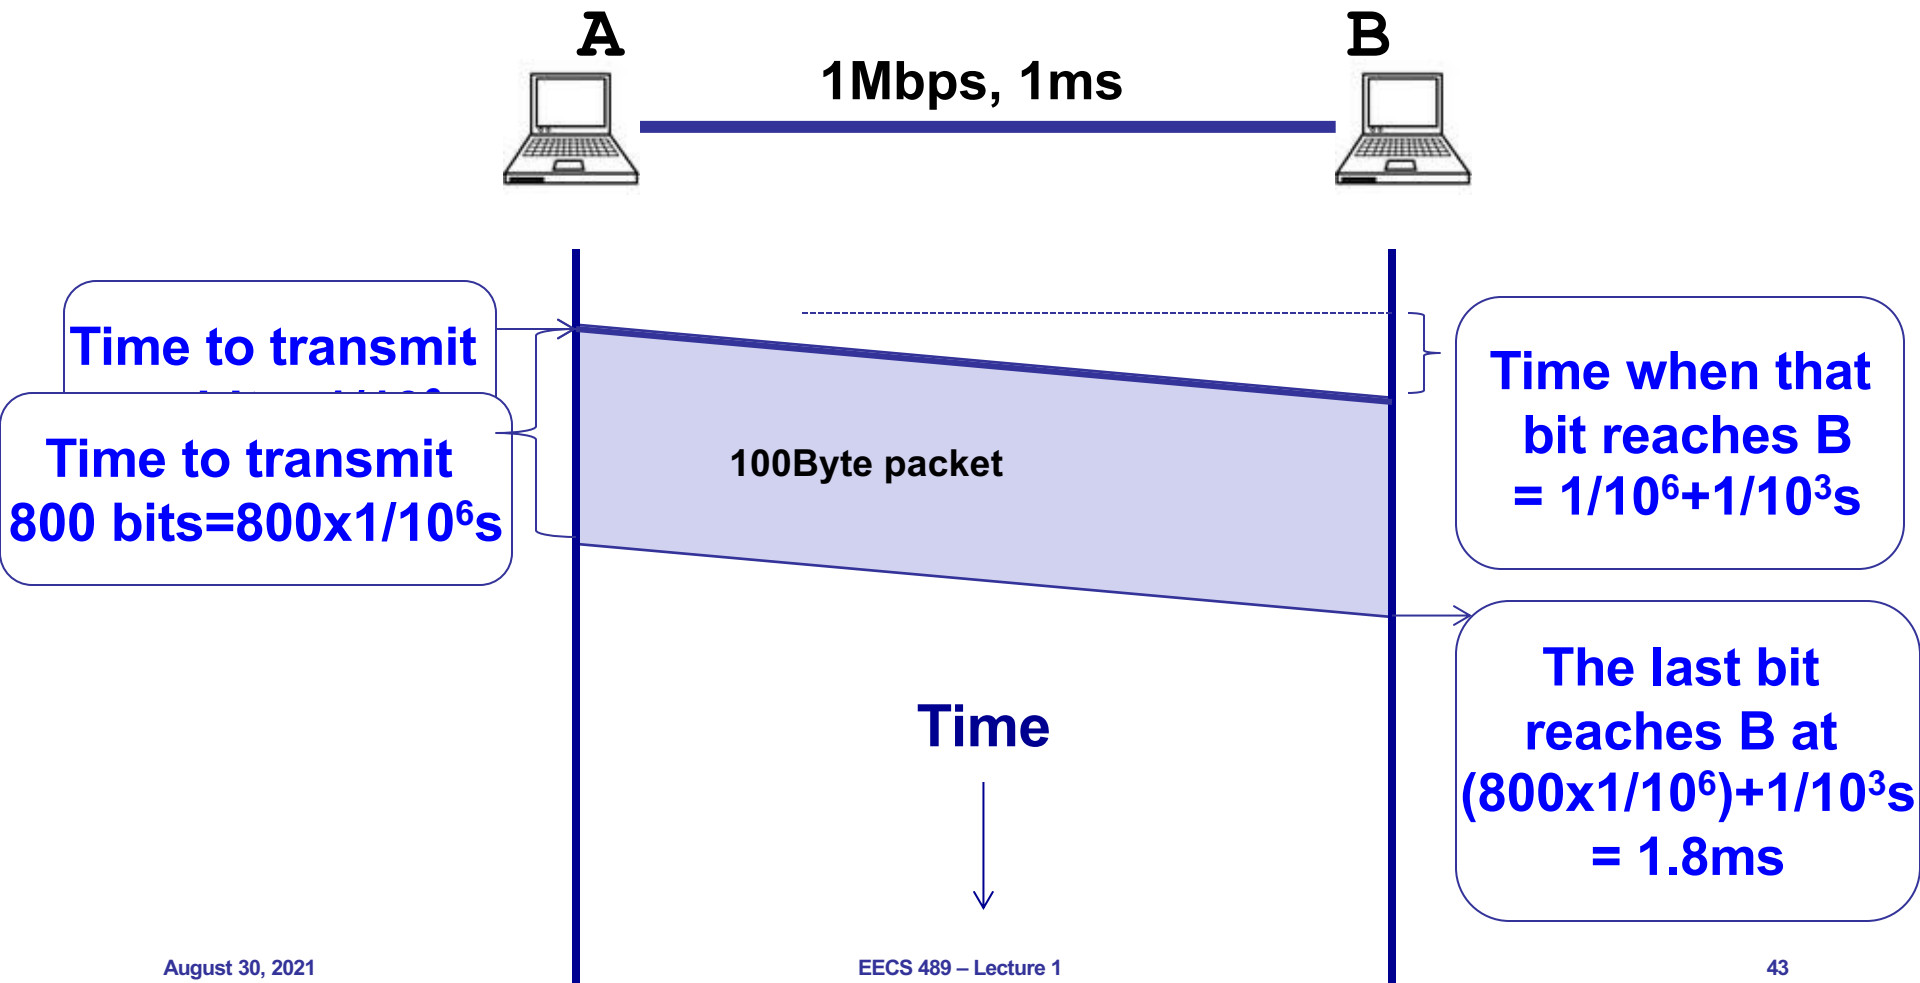 A
B
1Mbps, 1ms
Time to transmit
Time to transmit
800 bits=800x1/10⁶s
100Byte packet
Time when that
bit reaches B
= 1/10⁶+1/10³s
The last bit
reaches B at
(800x1/10⁶)+1/10³s
= 1.8ms
Time
August 30, 2021
EECS 489 – Lecture 1
43